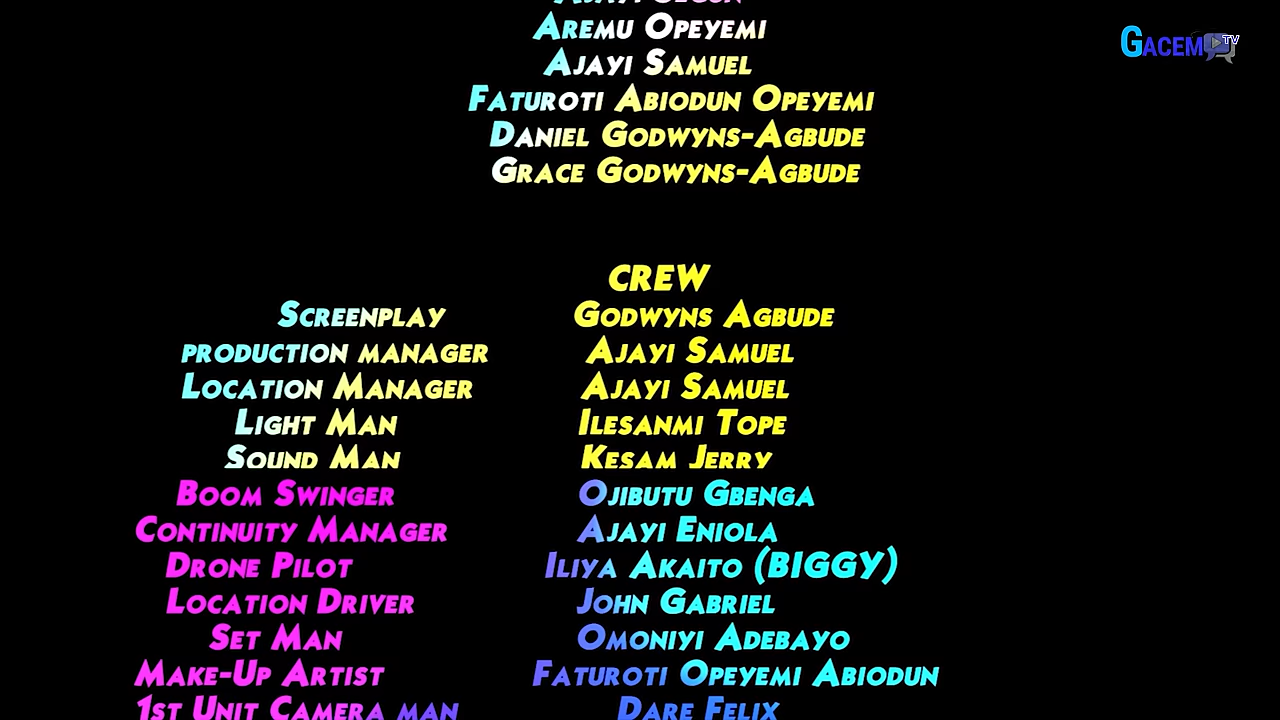 Aremu Opeyemi
Ajayi Samuel
Faturoti Abiodun Opeyemi
Daniel Godwyns-Agbude
Grace Godwyns-Agbude
GACEM TV
CREW
Screenplay Godwyns Agbude
production manager Ajayi Samuel
Location Manager Ajayi Samuel
Light Man Ilesanmi Tope
Sound Man Kesam Jerry
Boom Swinger Ojibutu Gbenga
Continuity Manager Ajayi Eniola
Drone Pilot Iliya Akaito (BIGGY)
Location Driver John Gabriel
Set Man Omoniyi Adebayo
Make-Up Artist Faturoti Opeyemi Abiodun
1st Unit Camera man Dare Felix